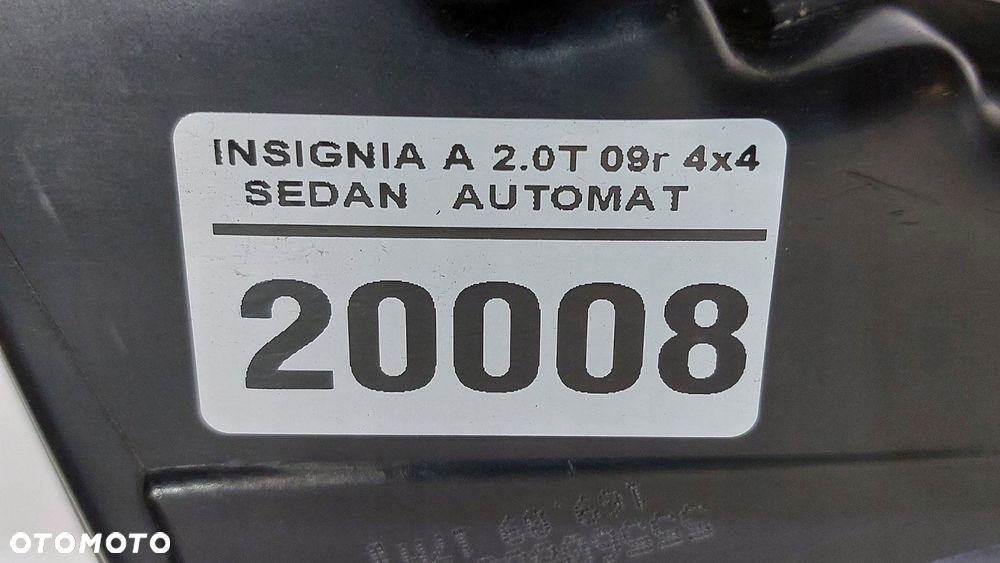 INSIGNIA A 2.0T 09r 4x4
SEDAN AUTOMAT
20008
OTOMOTO